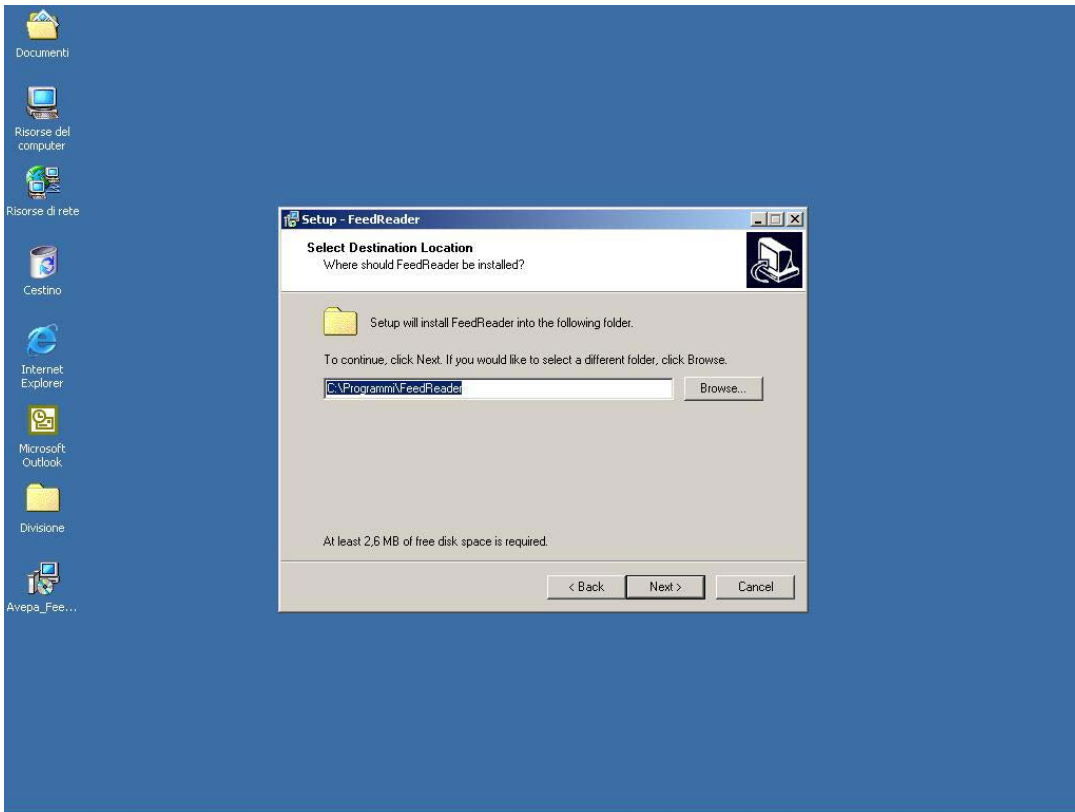 Documenti
Risorse del
computer
Risorse di rete
Cestino
Internet
Explorer
Microsoft
Outlook
Divisione
Avepa_Fee...
Setup - FeedReader
Select Destination Location
Where should FeedReader be installed?
Setup will install FeedReader into the following folder.
To continue, click Next. If you would like to select a different folder, click Browse.
C:\Programmi\FeedReader
Browse...
At least 2,6 MB of free disk space is required.
< Back
Next >
Cancel